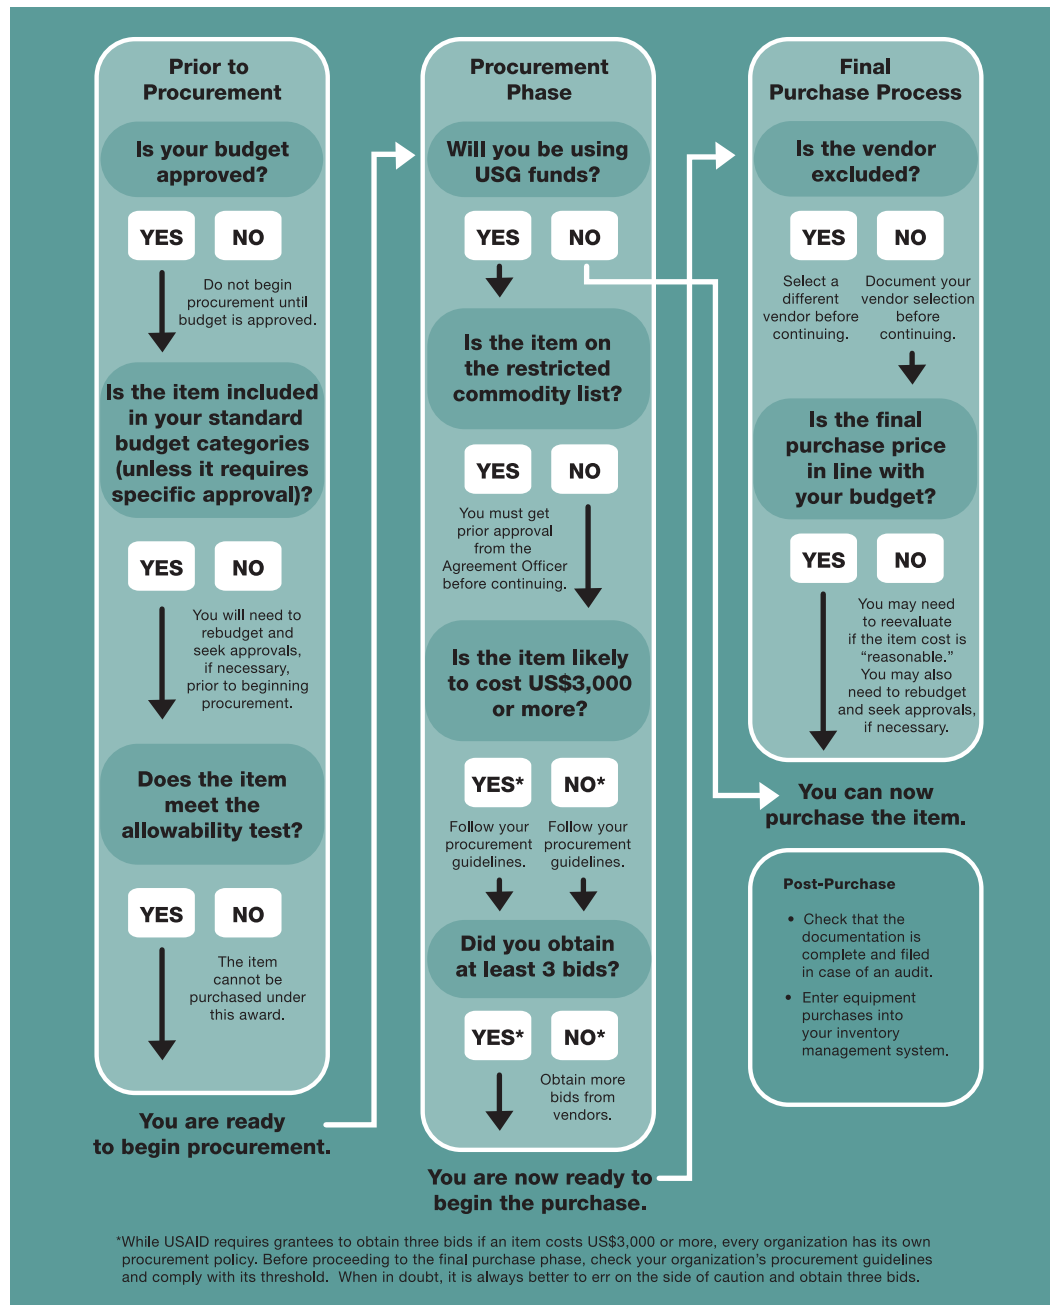 Prior to
Procurement
Is your budget
approved?
YES
NO
Do not begin
procurement until
budget is approved.
Is the item included
in your standard
budget categories
(unless it requires
specific approval)?
YES
NO
You will need to
rebudget and
seek approvals,
if necessary,
prior to beginning
procurement.
Does the item
meet the
allowability test?
YES
NO
The item
cannot be
purchased under
this award.
You are ready
to begin procurement.
Procurement
Phase
Will you be using
USG funds?
YES
NO
Is the item on
the restricted
commodity list?
YES
NO
You must get
prior approval
from the
Agreement Officer
before continuing.
Is the item likely
to cost US$3,000
or more?
YES*
NO*
Follow your
procurement
guidelines.
Follow your
procurement
guidelines.
Did you obtain
at least 3 bids?
YES*
NO*
Obtain more
bids from
vendors.
You are now ready to
begin the purchase.
Final
Purchase Process
Is the vendor
excluded?
YES
NO
Select a
different
vendor before
continuing.
Document your
vendor selection
before
continuing.
Is the final
purchase price
in line with
your budget?
YES
NO
You may need
to reevaluate
if the item cost is
“reasonable.”
You may also
need to rebudget
and seek approvals,
if necessary.
You can now
purchase the item.
Post-Purchase
• Check that the
documentation is
complete and filed
in case of an audit.
• Enter equipment
purchases into
your inventory
management system.
*While USAID requires grantees to obtain three bids if an item costs US$3,000 or more, every organization has its own
procurement policy. Before proceeding to the final purchase phase, check your organization’s procurement guidelines
and comply with its threshold. When in doubt, it is always better to err on the side of caution and obtain three bids.